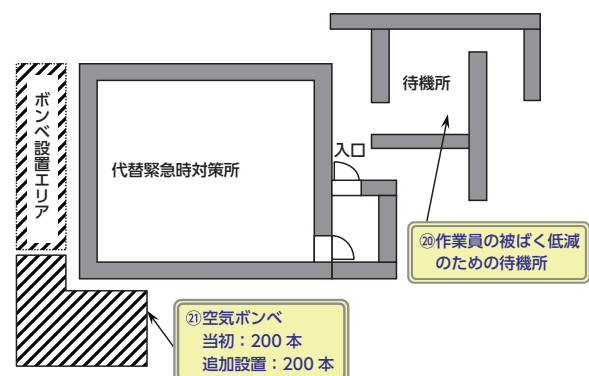 待機所
ボンベ設置エリア
代替緊急時対策所
入口
⑳作業員の被ばく低減
のための待機所
㉑空気ボンベ
当初：200 本
追加設置：200 本